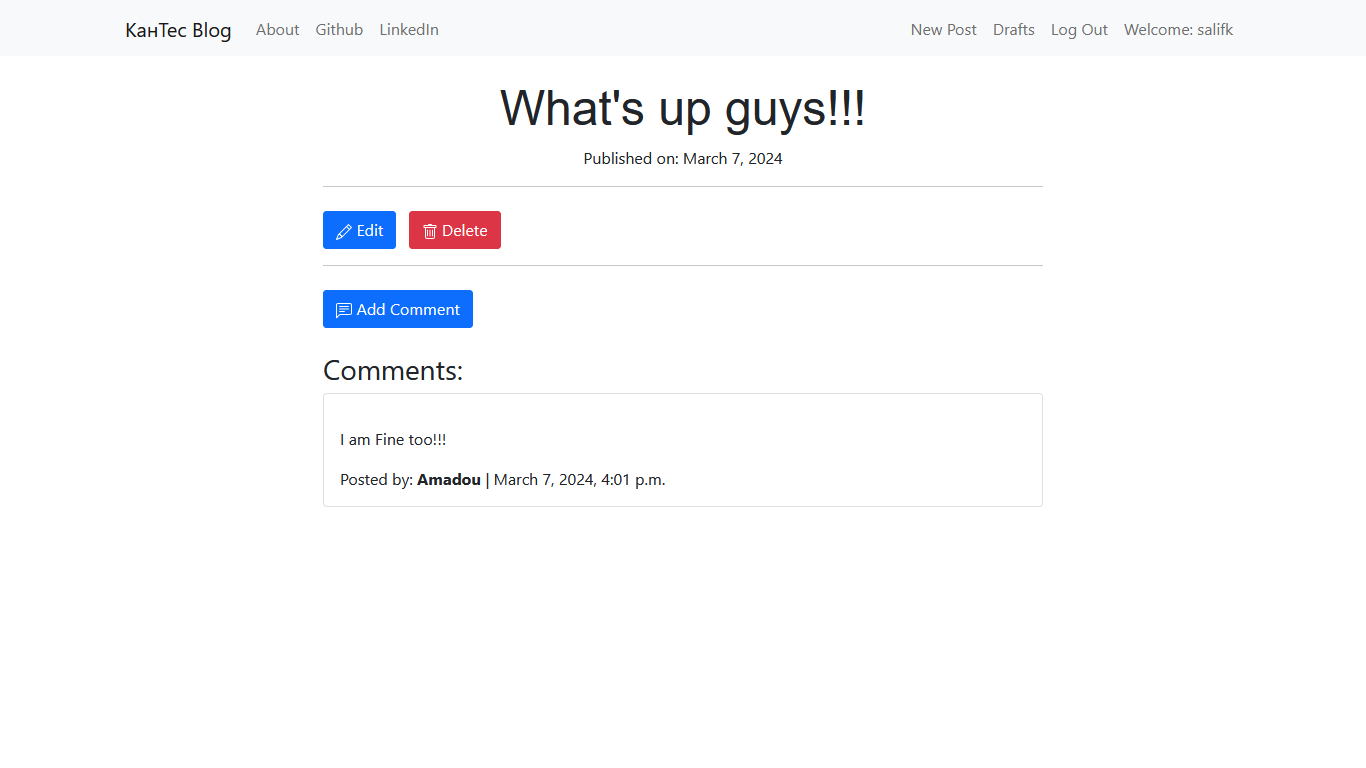 КанТес Blog About Github LinkedIn New Post Drafts Log Out Welcome: salifk
What's up guys!!!
Published on: March 7, 2024
Edit Delete
Add Comment
Comments:
I am Fine too!!!
Posted by: Amadou | March 7, 2024, 4:01 p.m.